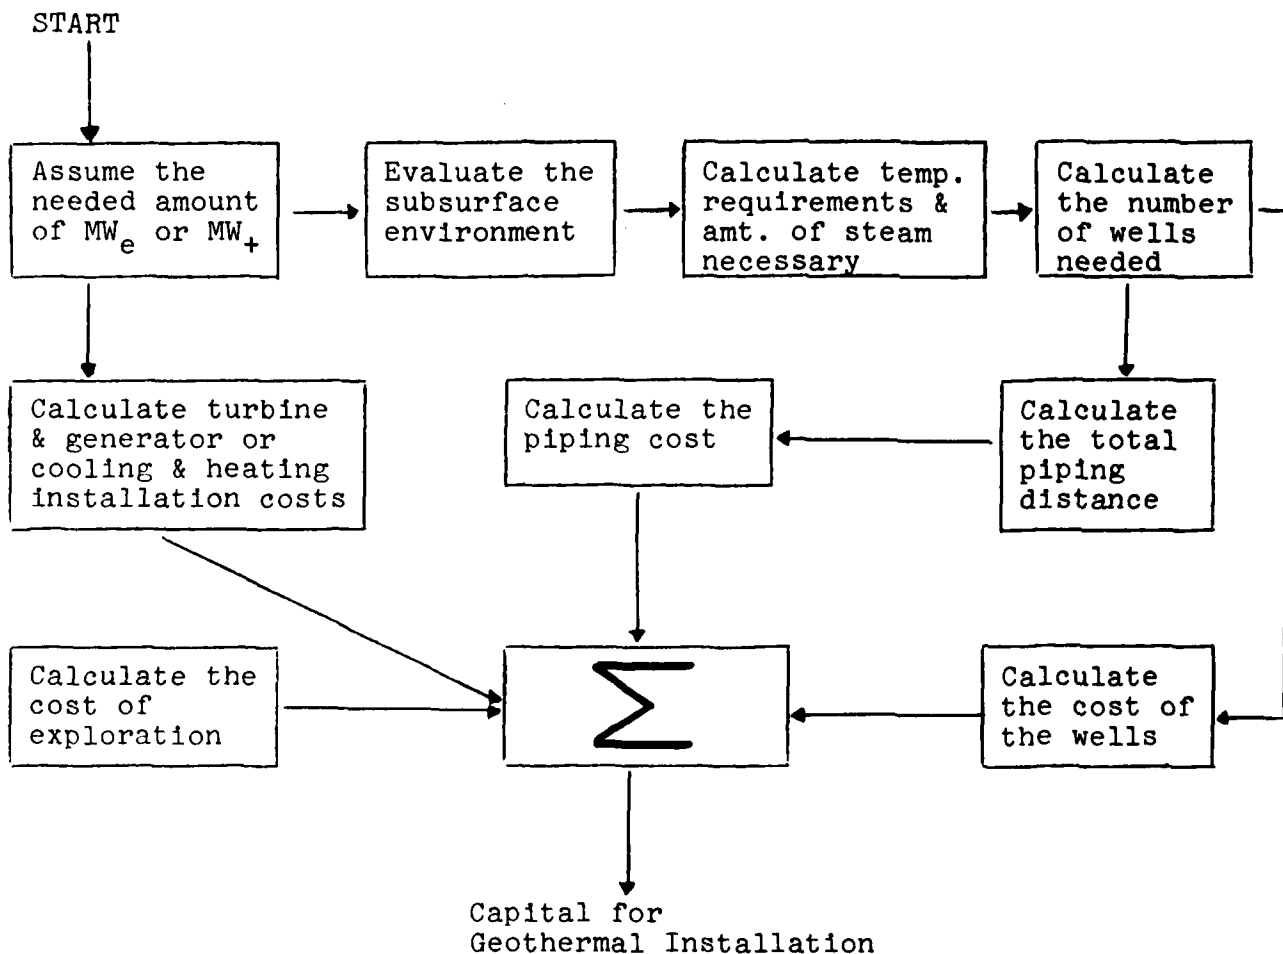 START
Assume the
needed amount
of MWe or MW+
Evaluate the
subsurface
environment
Calculate temp.
requirements &
amt. of steam
necessary
Calculate
the number
of wells
needed
Calculate turbine
& generator or
cooling & heating
installation costs
Calculate the
piping cost
Calculate
the total
piping
distance
Calculate the
cost of
exploration
Σ
Calculate
the cost of
the wells
Capital for
Geothermal Installation